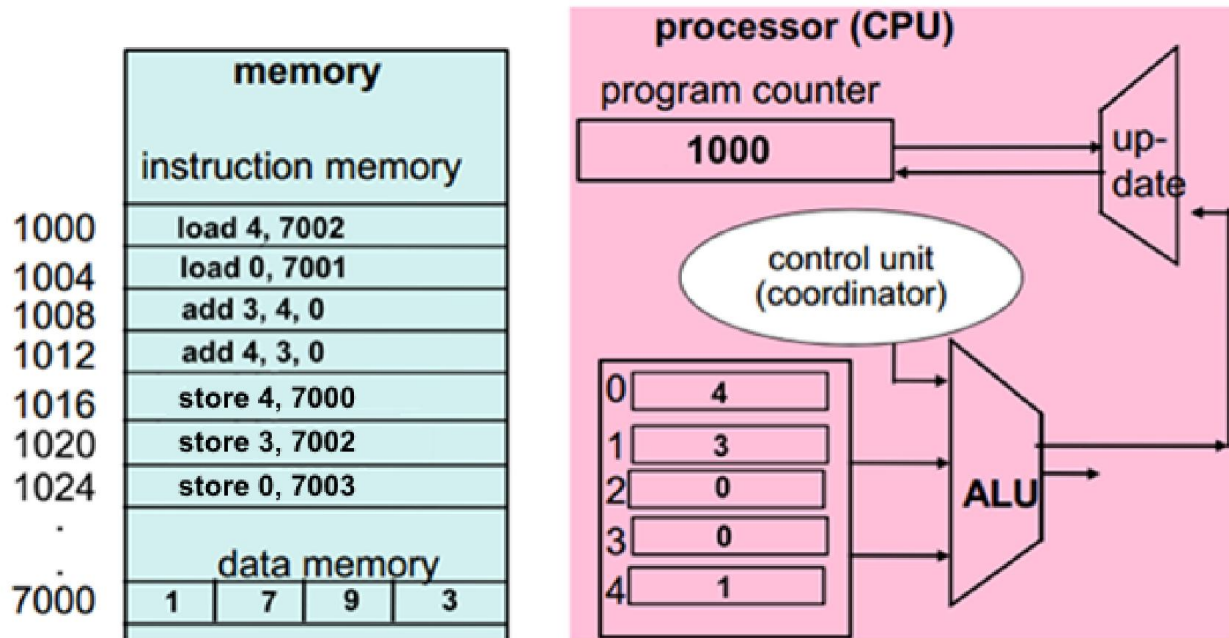 memory
instruction memory
1000 load 4, 7002
1004 load 0, 7001
1008 add 3, 4, 0
1012 add 4, 3, 0
1016 store 4, 7000
1020 store 3, 7002
1024 store 0, 7003
.
.
data memory
7000 1 7 9 3
processor (CPU)
program counter
1000
up-
date
control unit
(coordinator)
0 4
1 3
2 0
3 0
4 1
ALU